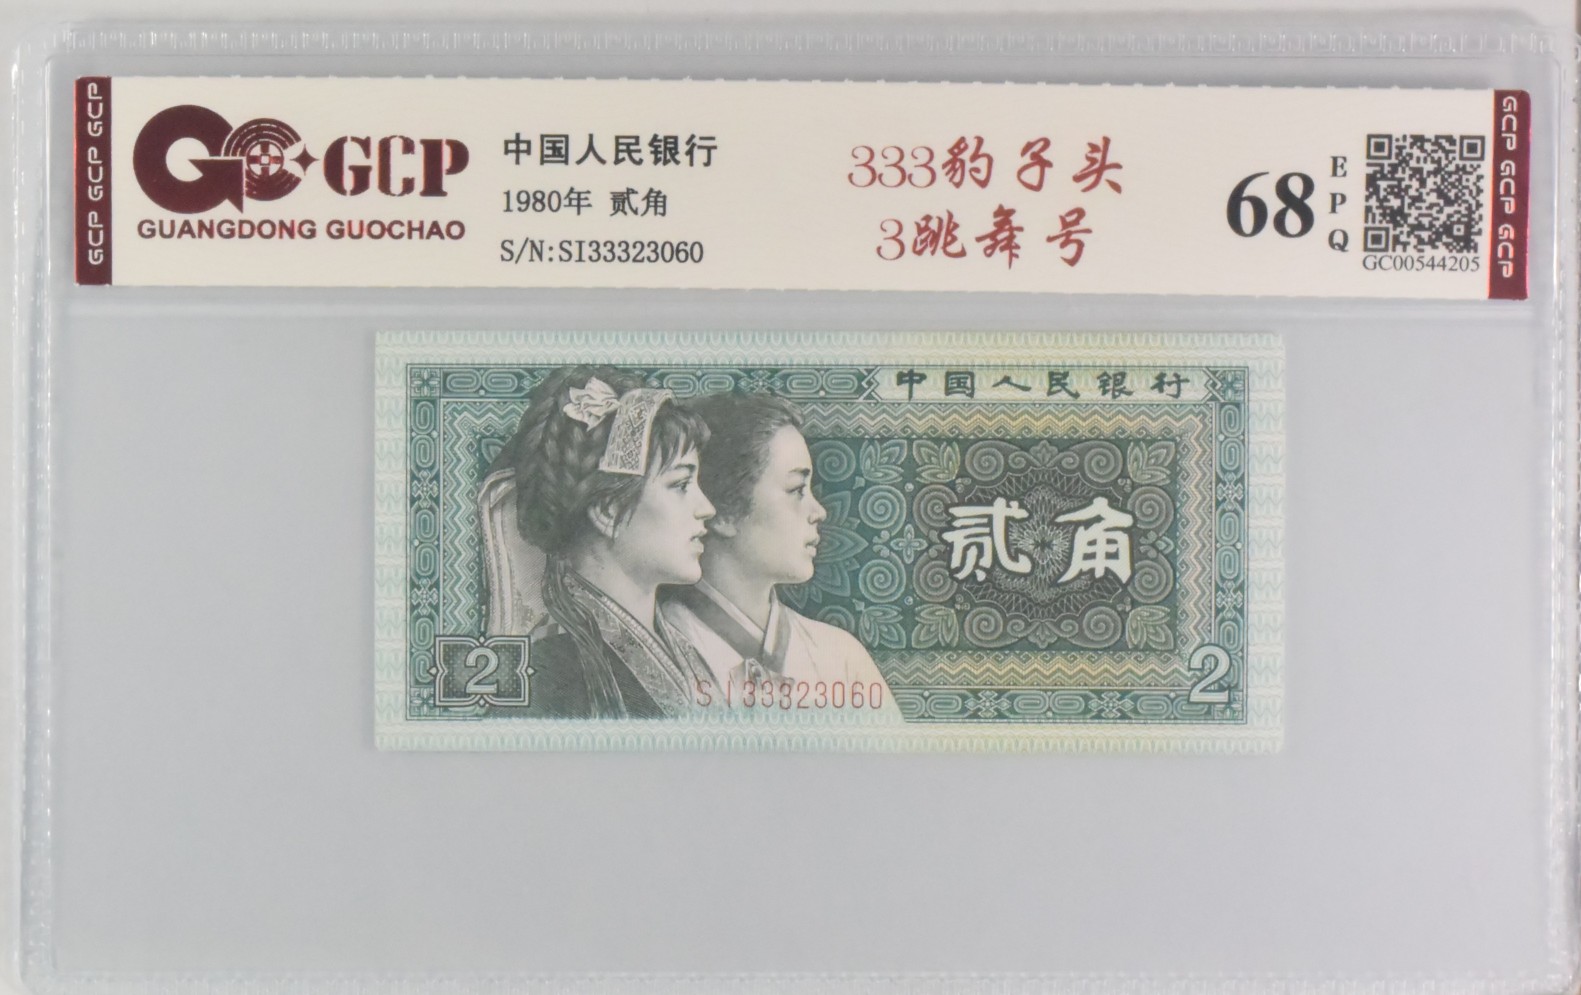 GCP GCP GCP
GCP
GUANGDONG GUOCHAO
中国人民银行
1980年 贰角
S/N:SI33323060
333豹子头
3跳舞号
68
EPQ
GC00544205
GCP GCP GCP
中国人民银行
贰角
2
SI33323060
2